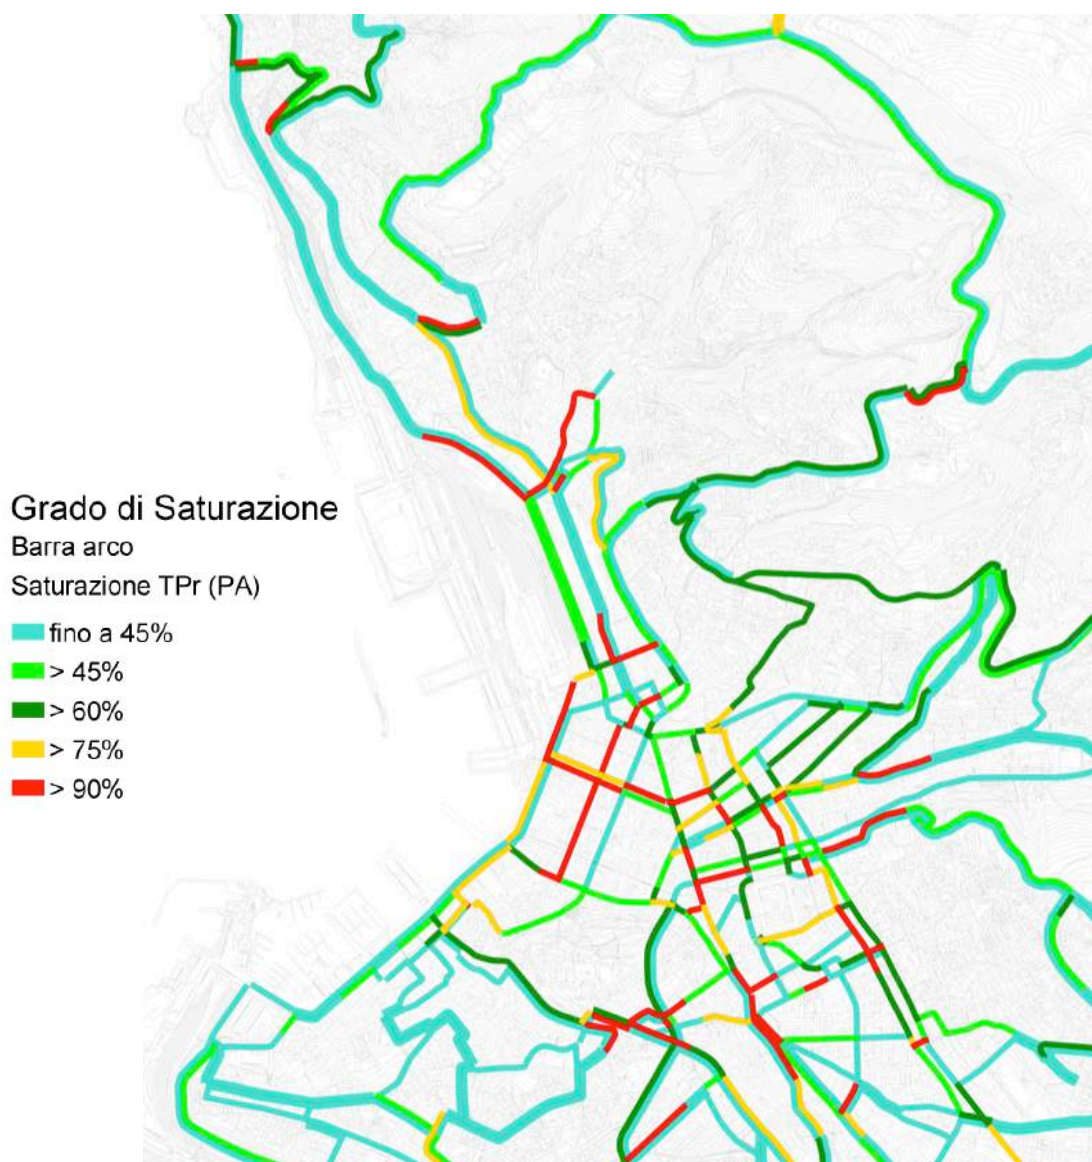 Grado di Saturazione
Barra arco
Saturazione TPr (PA)
fino a 45%
> 45%
> 60%
> 75%
> 90%